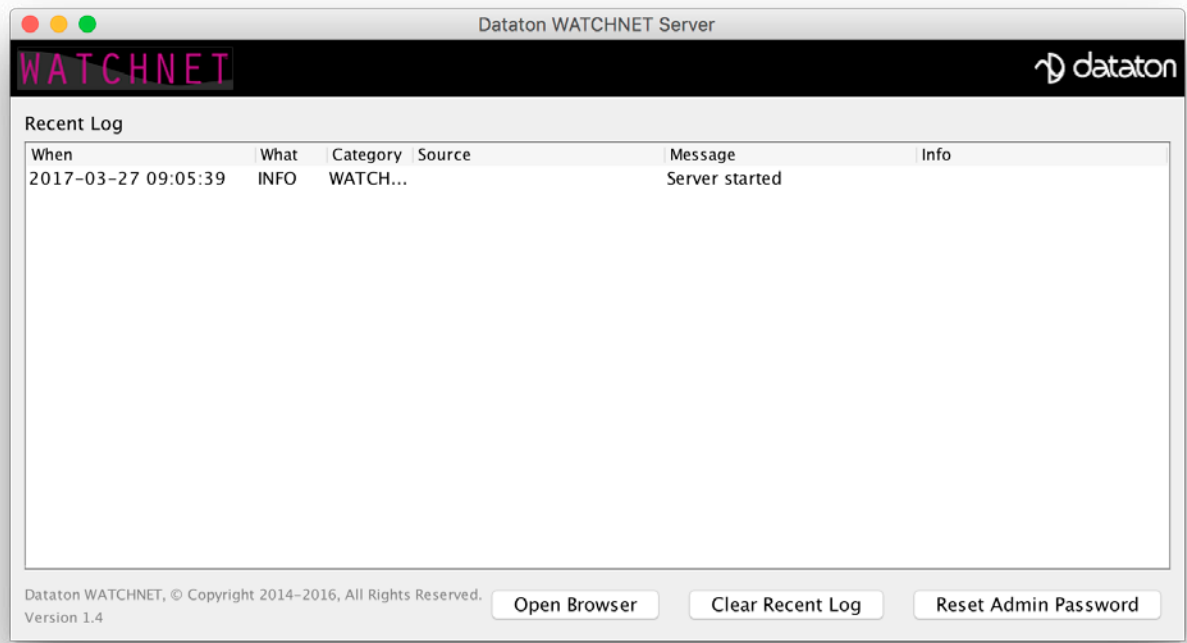 Dataton WATCHNET Server
WATCHNET dataton
Recent Log
When What Category Source Message Info
2017-03-27 09:05:39 INFO WATCH... Server started
Dataton WATCHNET, © Copyright 2014-2016, All Rights Reserved.
Version 1.4
Open Browser Clear Recent Log Reset Admin Password